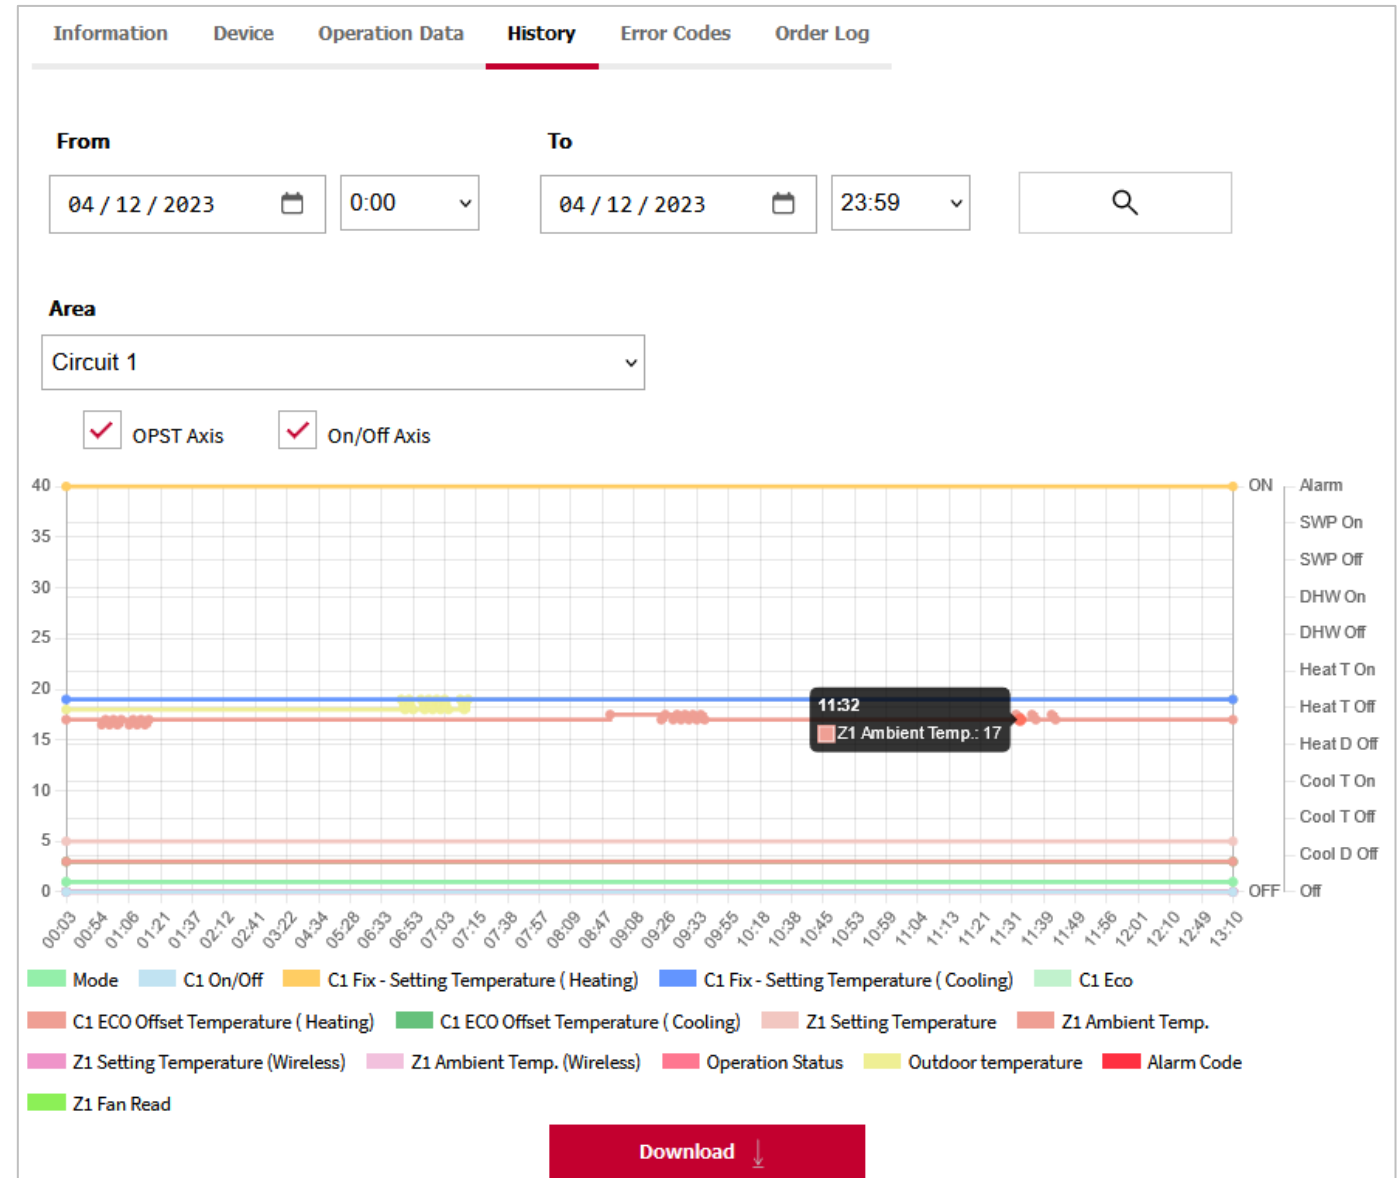 Information Device Operation Data History Error Codes Order Log
From To
04 / 12 / 2023 0:00 04 / 12 / 2023 23:59
Area
Circuit 1
OPST Axis On/Off Axis
40 ON Alarm
SWP On
35
SWP Off
30
DHW On
25 DHW Off
Heat T On
20
11:32 Heat T Off
Z1 Ambient Temp.: 17
15 Heat D Off
Cool T On
10
Cool T Off
5
Cool D Off
0 OFF Off
00:03 00:54 01:06 01:21 01:37 02:12 02:41 03:22 04:34 05:28 06:33 06:53 07:03 07:15 07:38 07:57 08:09 08:47 09:08 09:26 09:33 09:55 10:18 10:38 10:45 10:53 10:59 11:04 11:13 11:21 11:31 11:39 11:49 11:56 12:01 12:10 12:49 13:10
Mode C1 On/Off C1 Fix - Setting Temperature ( Heating) C1 Fix - Setting Temperature ( Cooling) C1 Eco
C1 ECO Offset Temperature ( Heating) C1 ECO Offset Temperature ( Cooling) Z1 Setting Temperature Z1 Ambient Temp.
Z1 Setting Temperature (Wireless) Z1 Ambient Temp. (Wireless) Operation Status Outdoor temperature Alarm Code
Z1 Fan Read
Download